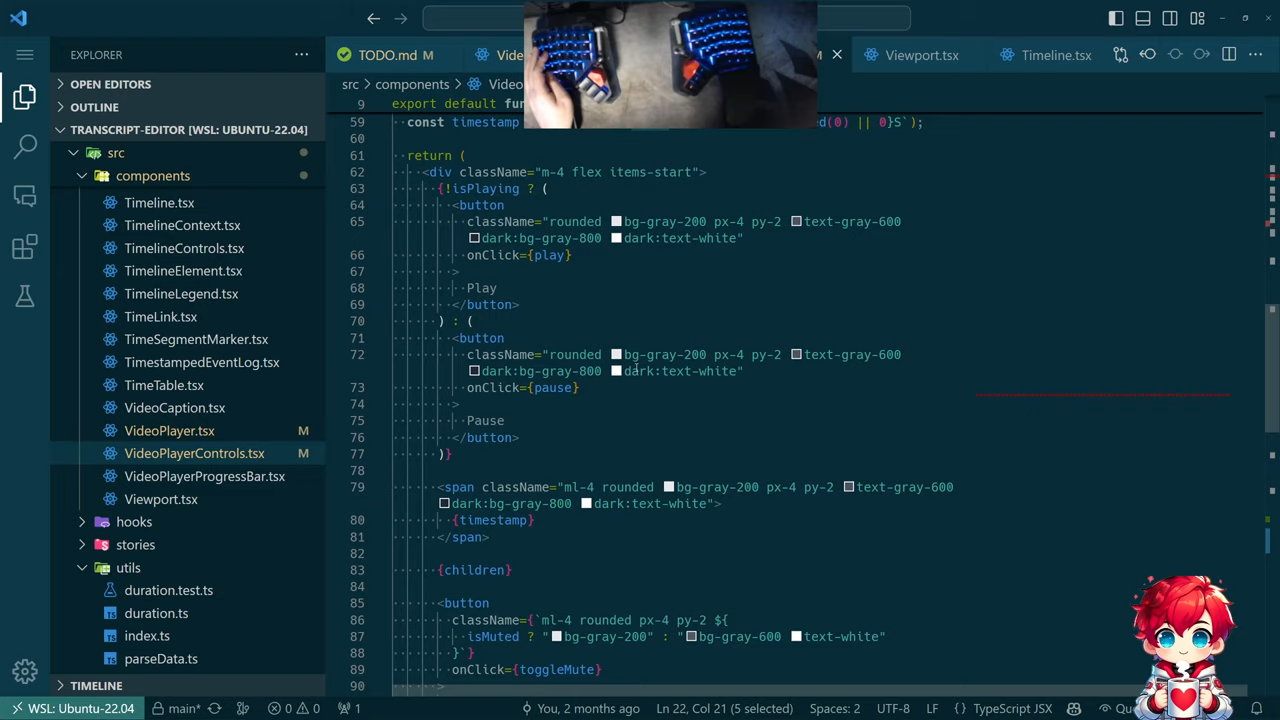 EXPLORER
OPEN EDITORS
OUTLINE
TRANSCRIPT-EDITOR [WSL: UBUNTU-22.04]
src
components
Timeline.tsx
TimelineContext.tsx
TimelineControls.tsx
TimelineElement.tsx
TimelineLegend.tsx
TimeLink.tsx
TimeSegmentMarker.tsx
TimestampedEventLog.tsx
TimeTable.tsx
VideoCaption.tsx
VideoPlayer.tsx M
VideoPlayerControls.tsx M
VideoPlayerProgressBar.tsx
Viewport.tsx
hooks
stories
utils
duration.test.ts
duration.ts
index.ts
parseData.ts
TIMELINE
TODO.md M
Viewport.tsx
Timeline.tsx
src > components >
9 export default
59 const timestamp (0) || 0}S`);
60
61 return (
62 <div className="m-4 flex items-start">
63 {!isPlaying ? (
64 <button
65 className="rounded bg-gray-200 px-4 py-2 text-gray-600
dark:bg-gray-800 dark:text-white"
66 onClick={play}
67 >
68 Play
69 </button>
70 ) : (
71 <button
72 className="rounded bg-gray-200 px-4 py-2 text-gray-600
dark:bg-gray-800 dark:text-white"
73 onClick={pause}
74 >
75 Pause
76 </button>
77 )}
78
79 <span className="ml-4 rounded bg-gray-200 px-4 py-2 text-gray-600
dark:bg-gray-800 dark:text-white">
80 {timestamp}
81 </span>
82
83 {children}
84
85 <button
86 className={`ml-4 rounded px-4 py-2 ${
87 isMuted ? "bg-gray-200" : "bg-gray-600 text-white"
88 }`}
89 onClick={toggleMute}
90 >
WSL: Ubuntu-22.04 main* 0 0 1 You, 2 months ago Ln 22, Col 21 (5 selected) Spaces: 2 UTF-8 LF {} TypeScript JSX